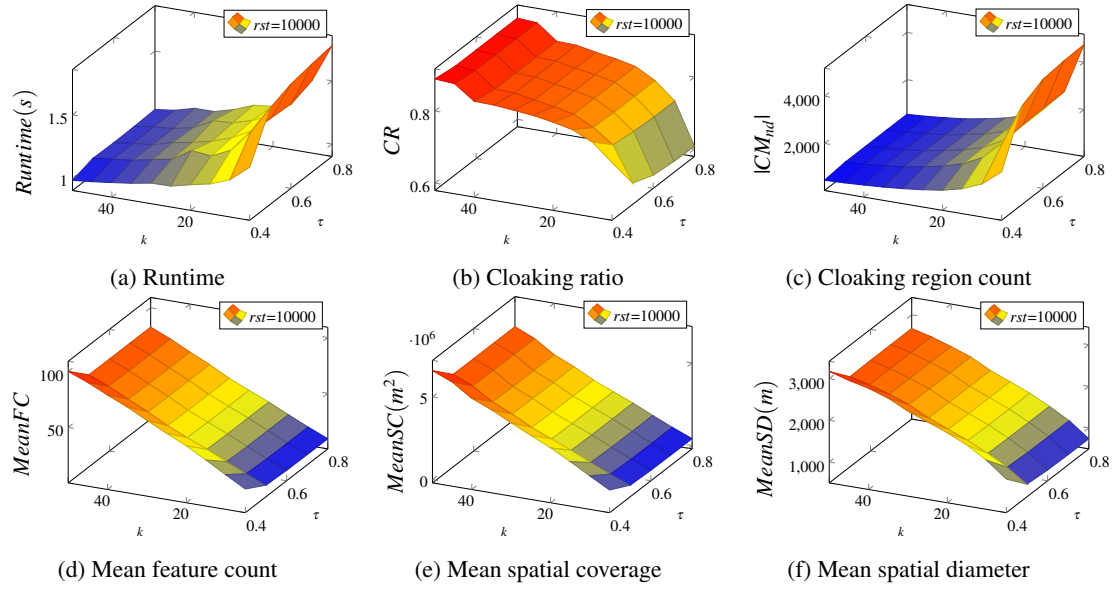 rst=10000
Runtime(s)
1.5
1
40
20
k
0.4
0.6
0.8
τ
(a) Runtime
rst=10000
CR
0.8
0.6
40
20
k
0.4
0.6
0.8
τ
(b) Cloaking ratio
rst=10000
|CM_nd|
4,000
2,000
40
20
k
0.4
0.6
0.8
τ
(c) Cloaking region count
rst=10000
MeanFC
100
50
40
20
k
0.4
0.6
0.8
τ
(d) Mean feature count
rst=10000
·10⁶
MeanSC(m²)
5
0
40
20
k
0.4
0.6
0.8
τ
(e) Mean spatial coverage
rst=10000
MeanSD(m)
3,000
2,000
1,000
40
20
k
0.4
0.6
0.8
τ
(f) Mean spatial diameter